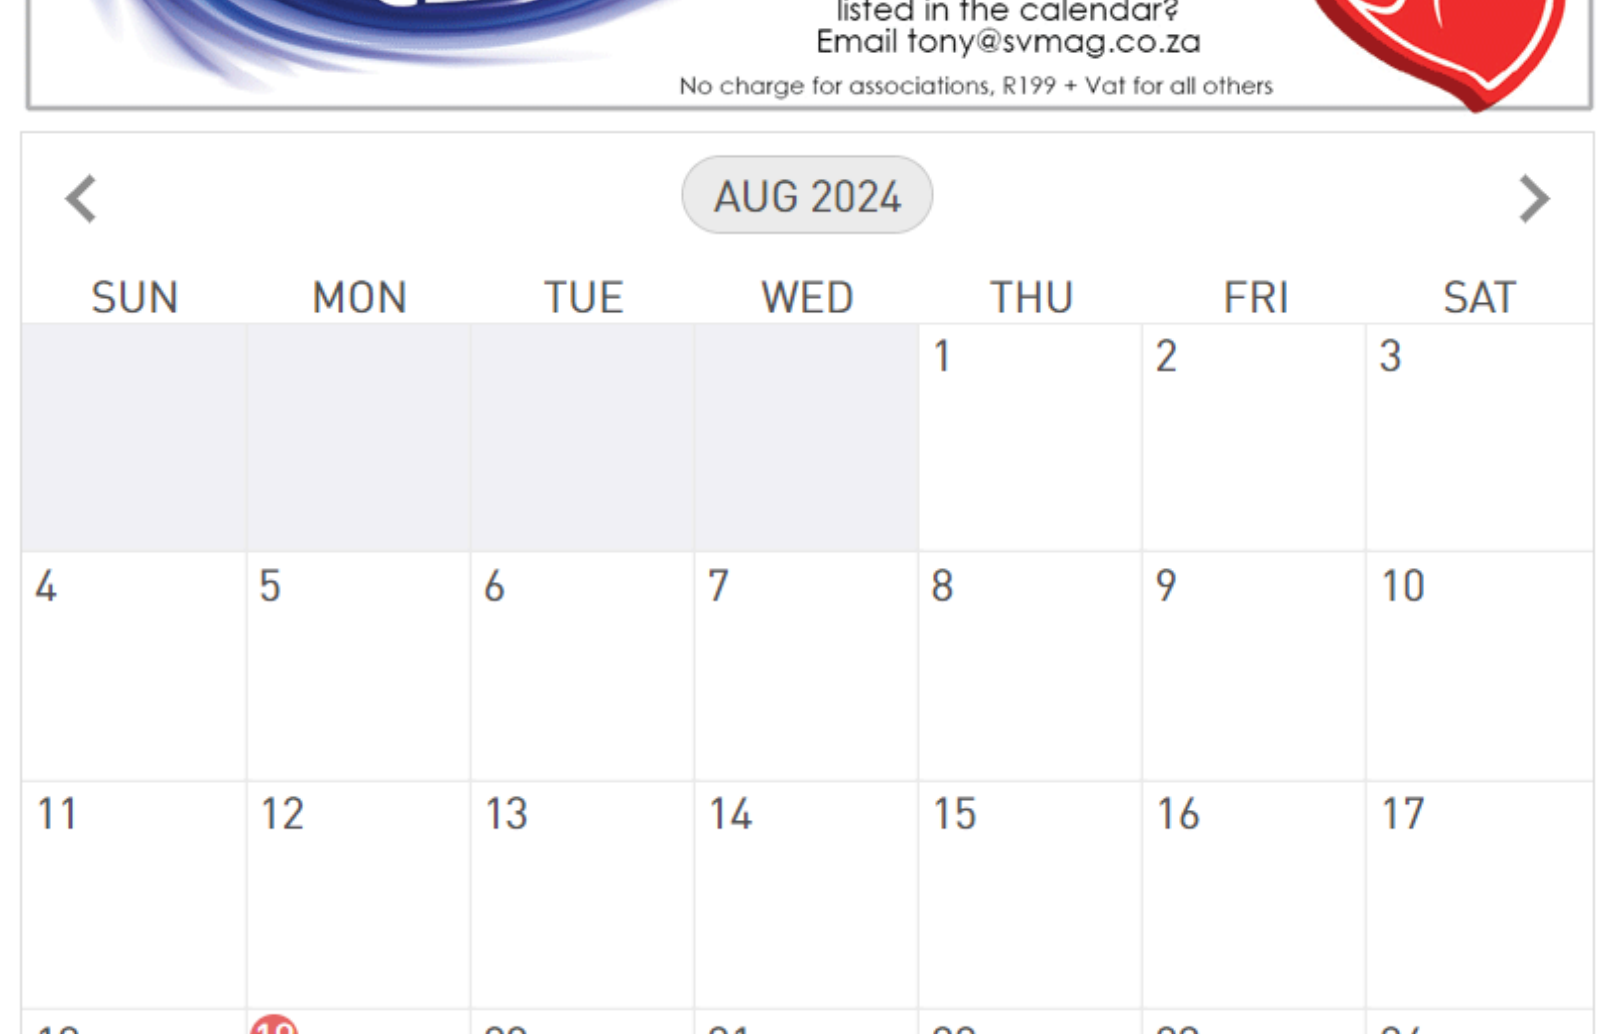 listed in the calendar?
Email tony@svmag.co.za
No charge for associations, R199 + Vat for all others
AUG 2024
SUN MON TUE WED THU FRI SAT
1 2 3
4 5 6 7 8 9 10
11 12 13 14 15 16 17